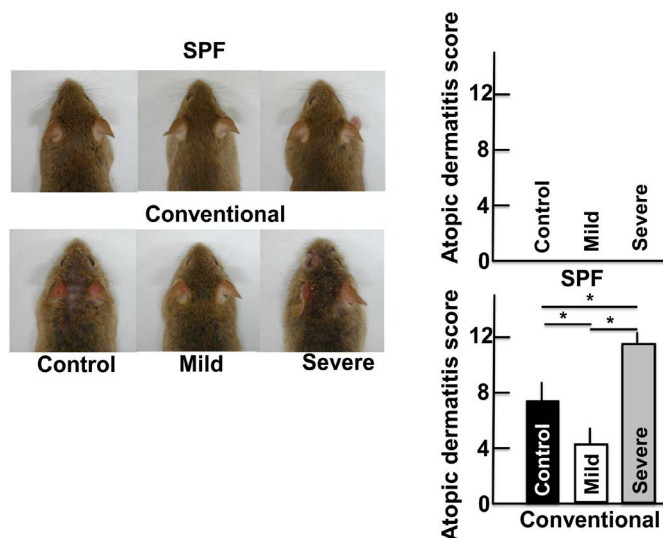 SPF
Conventional
Control Mild Severe
Atopic dermatitis score
12
8
4
0
Control
Mild
Severe
SPF
Atopic dermatitis score
12
8
4
0
* 
* *
Control
Mild
Severe
Conventional